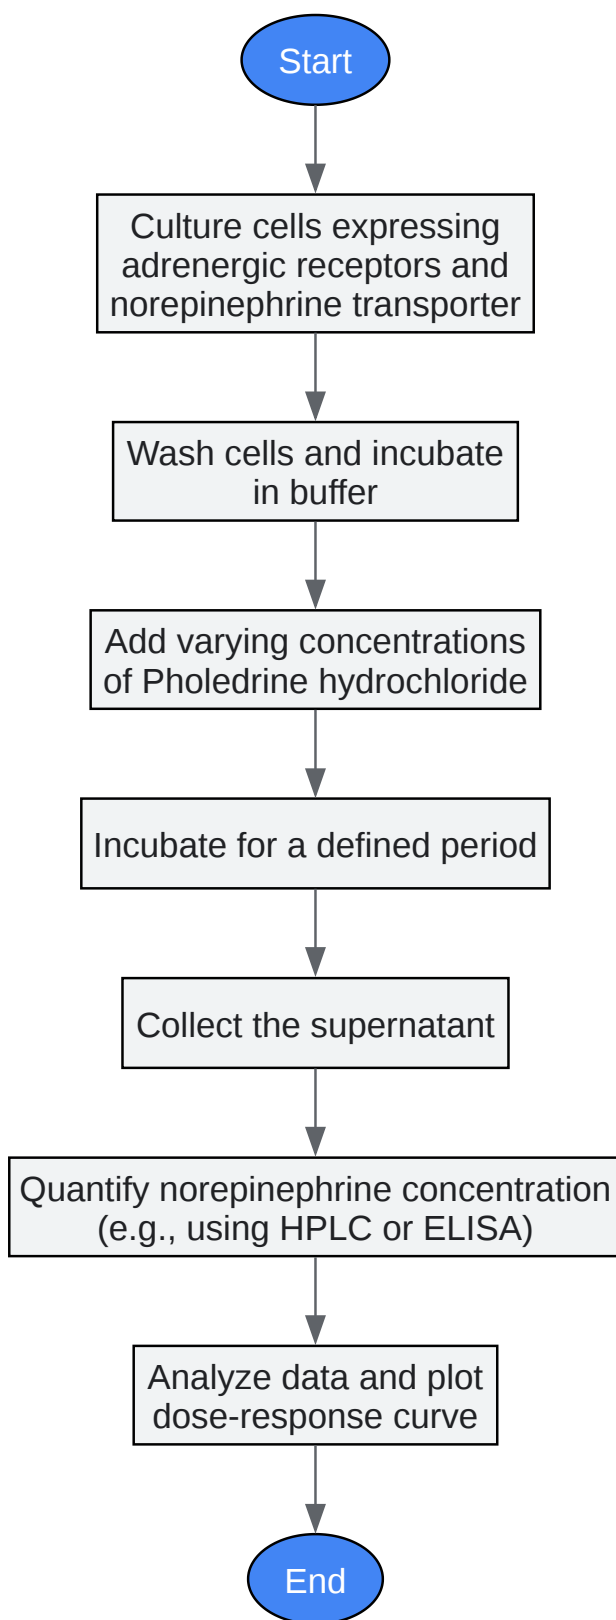 Start
Culture cells expressing
adrenergic receptors and
norepinephrine transporter
Wash cells and incubate
in buffer
Add varying concentrations
of Pholedrine hydrochloride
Incubate for a defined period
Collect the supernatant
Quantify norepinephrine concentration
(e.g., using HPLC or ELISA)
Analyze data and plot
dose-response curve
End